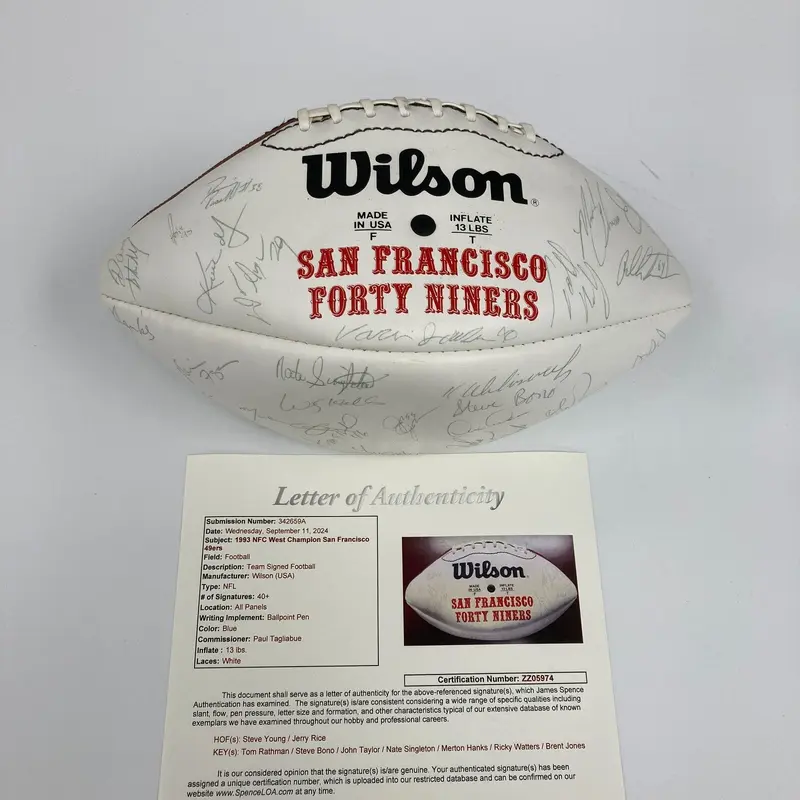 Wilson®
MADE IN USA
F
INFLATE 13 LBS
T
SAN FRANCISCO
FORTY NINERS
Steve Bono
Letter of Authenticity
Submission Number: 342659A
Date: Wednesday, September 11, 2024
Subject: 1993 NFC West Champion San Francisco
49ers
Field: Football
Description: Team Signed Football
Manufacturer: Wilson (USA)
Type: NFL
# of Signatures: 40+
Location: All Panels
Writing Implement: Ballpoint Pen
Color: Blue
Commissioner: Paul Tagliabue
Inflate : 13 lbs.
Laces: White
Wilson
MADE IN USA
INFLATE 13 LBS
SAN FRANCISCO
FORTY NINERS
Certification Number: ZZ05974
This document shall serve as a letter of authenticity for the above-referenced signature(s), which James Spence
Authentication has examined. The signature(s) is/are consistent considering a wide range of specific qualities including
slant, flow, pen pressure, letter size and formation, and other characteristics typical of our extensive database of known
exemplars we have examined throughout our hobby and professional careers.
HOF(s): Steve Young / Jerry Rice
KEY(s): Tom Rathman / Steve Bono / John Taylor / Nate Singleton / Merton Hanks / Ricky Watters / Brent Jones
It is our considered opinion that the signature(s) is/are genuine. Your authenticated signature(s) has been
assigned a unique certification number, which is uploaded into our restricted database and can be confirmed on our
website www.SpenceLOA.com at any time.